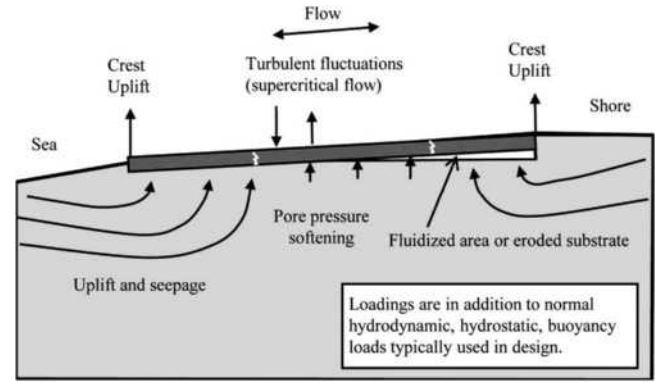 Flow
Crest
Uplift
Turbulent fluctuations
(supercritical flow)
Crest
Uplift
Shore
Sea
Pore pressure
softening
Fluidized area or eroded substrate
Uplift and seepage
Loadings are in addition to normal
hydrodynamic, hydrostatic, buoyancy
loads typically used in design.